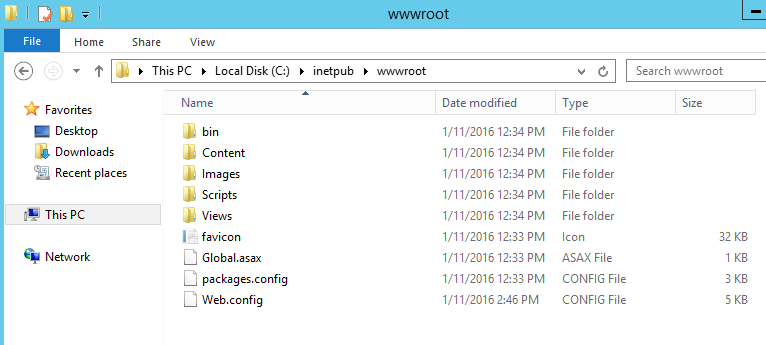 wwwroot
File Home Share View
This PC Local Disk (C:) inetpub wwwroot Search wwwroot
Name Date modified Type Size
Favorites
Desktop
Downloads
Recent places
This PC
Network
bin 1/11/2016 12:34 PM File folder
Content 1/11/2016 12:34 PM File folder
Images 1/11/2016 12:34 PM File folder
Scripts 1/11/2016 12:34 PM File folder
Views 1/11/2016 12:34 PM File folder
favicon 1/11/2016 12:33 PM Icon 32 KB
Global.asax 1/11/2016 12:33 PM ASAX File 1 KB
packages.config 1/11/2016 12:33 PM CONFIG File 3 KB
Web.config 1/11/2016 2:46 PM CONFIG File 5 KB